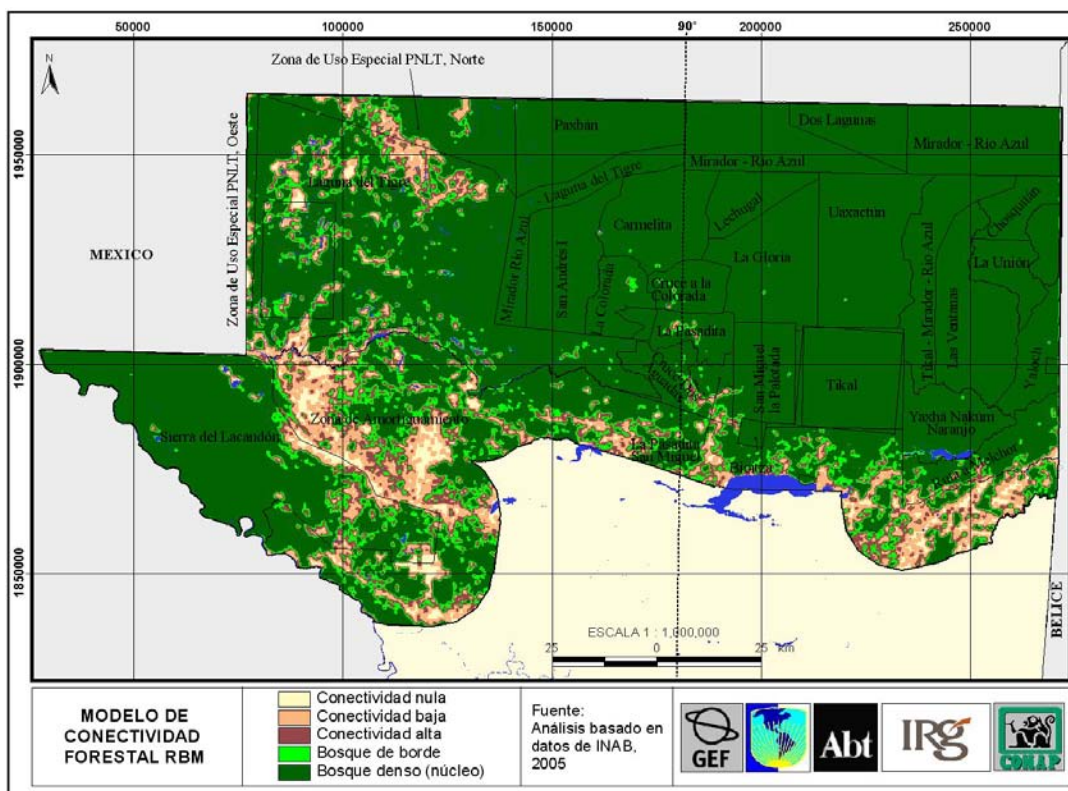 50000 100000 150000 90° 200000 250000
N
Zona de Uso Especial PNLT, Norte
Paxbán
Dos Lagunas
Mirador - Rio Azul
Mirador - Rio Azul
1950000
Zona de Uso Especial PNLT, Oeste
Laguna del Tigre
Laguna del Tigre
Lechugal
Uaxactún
Carmelita
Chosquitán
MEXICO
La Gloria
La Unión
Mirador Rio Azul
San Andrés I
La Colorada
Cruce a la
Colorada
Tikal - Mirador - Rio Azul
Las Ventanas
La Pasadita
1900000
San Miguel
la Palotada
Tikal
Yaloch
Yaxhá Nakúm
Naranjo
Zona de Amortiguamiento
Sierra del Lacandón
La Pasadita
San Miguel
Bioitza
1850000
BELICE
ESCALA 1 : 1,000,000
25 0 25 km
MODELO DE
CONECTIVIDAD
FORESTAL RBM
Conectividad nula
Conectividad baja
Conectividad alta
Bosque de borde
Bosque denso (núcleo)
Fuente:
Análisis basado en
datos de INAB,
2005
GEF
Abt
IRg
CONAP